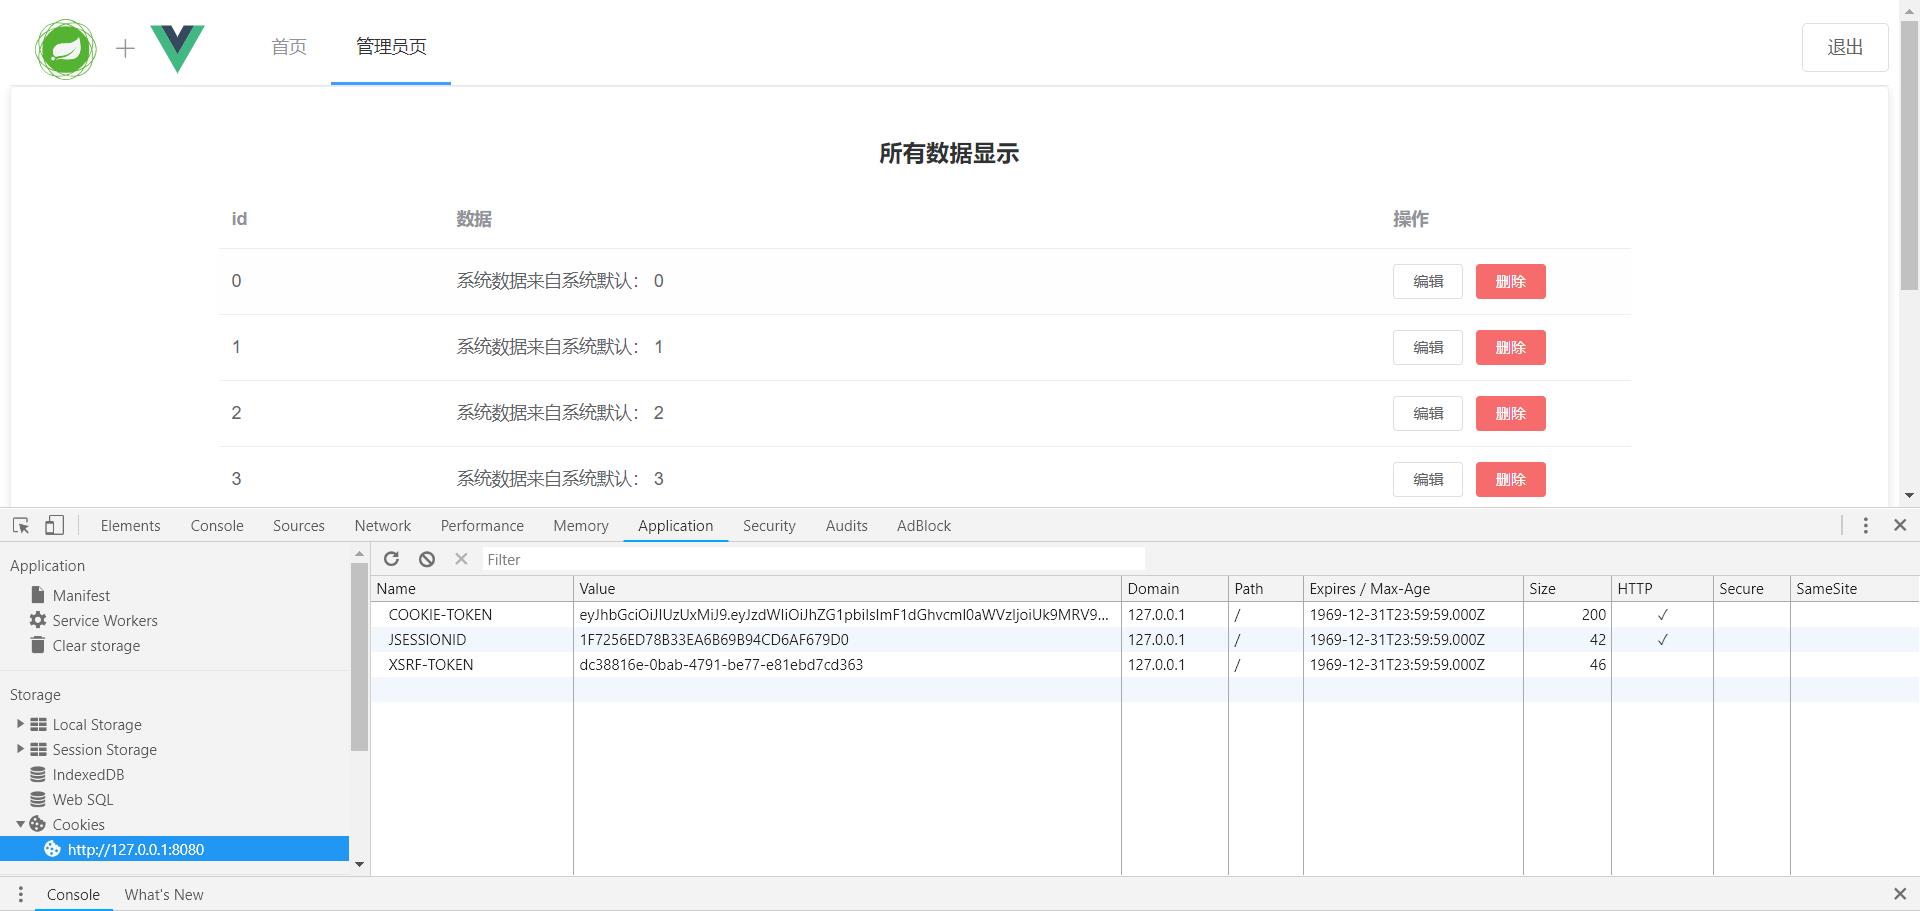 首页 管理员页 退出
所有数据显示
id 数据 操作
0 系统数据来自系统默认： 0 编辑 删除
1 系统数据来自系统默认： 1 编辑 删除
2 系统数据来自系统默认： 2 编辑 删除
3 系统数据来自系统默认： 3 编辑 删除
Elements Console Sources Network Performance Memory Application Security Audits AdBlock
Application
Manifest
Service Workers
Clear storage
Storage
Local Storage
Session Storage
IndexedDB
Web SQL
Cookies
http://127.0.0.1:8080
Filter
Name Value Domain Path Expires / Max-Age Size HTTP Secure SameSite
COOKIE-TOKEN eyJhbGciOiJIUzUxMiJ9.eyJzdWIiOiJhZG1pbiIsImF1dGhvcml0aWVzIjoiUk9MRV9... 127.0.0.1 / 1969-12-31T23:59:59.000Z 200 ✓
JSESSIONID 1F7256ED78B33EA6B69B94CD6AF679D0 127.0.0.1 / 1969-12-31T23:59:59.000Z 42 ✓
XSRF-TOKEN dc38816e-0bab-4791-be77-e81ebd7cd363 127.0.0.1 / 1969-12-31T23:59:59.000Z 46
Console What's New